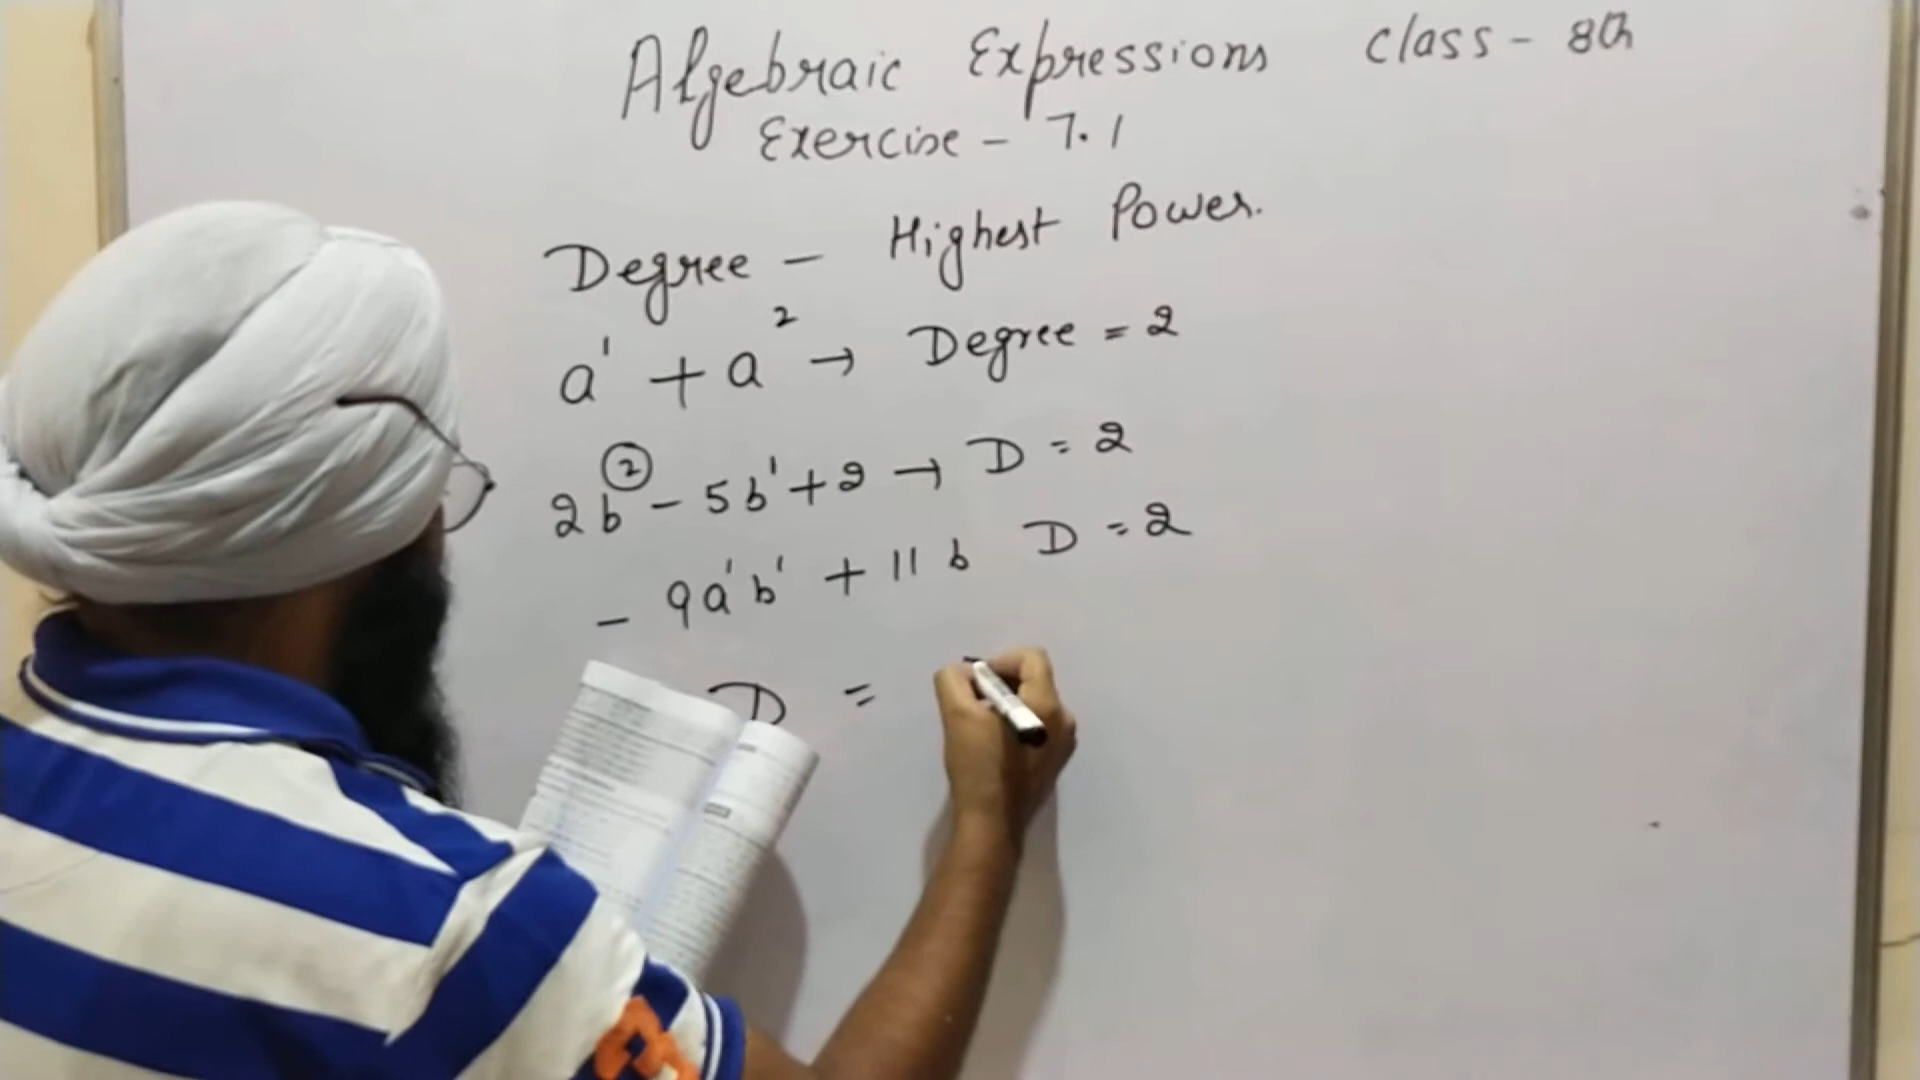 Algebraic Expressions Class - 8th
Exercise - 7.1
Degree - Highest Power.
a¹ + a² → Degree = 2
2b² - 5b¹ + 2 → D = 2
- 9a¹b¹ + 11b D = 2
D =